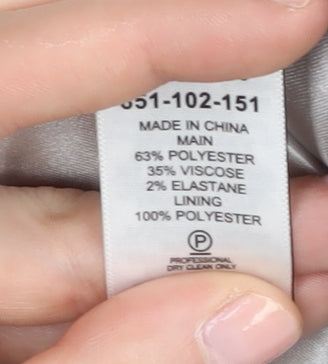 851-102-151
MADE IN CHINA
MAIN
63% POLYESTER
35% VISCOSE
2% ELASTANE
LINING
100% POLYESTER
P
PROFESSIONAL
DRY CLEAN ONLY